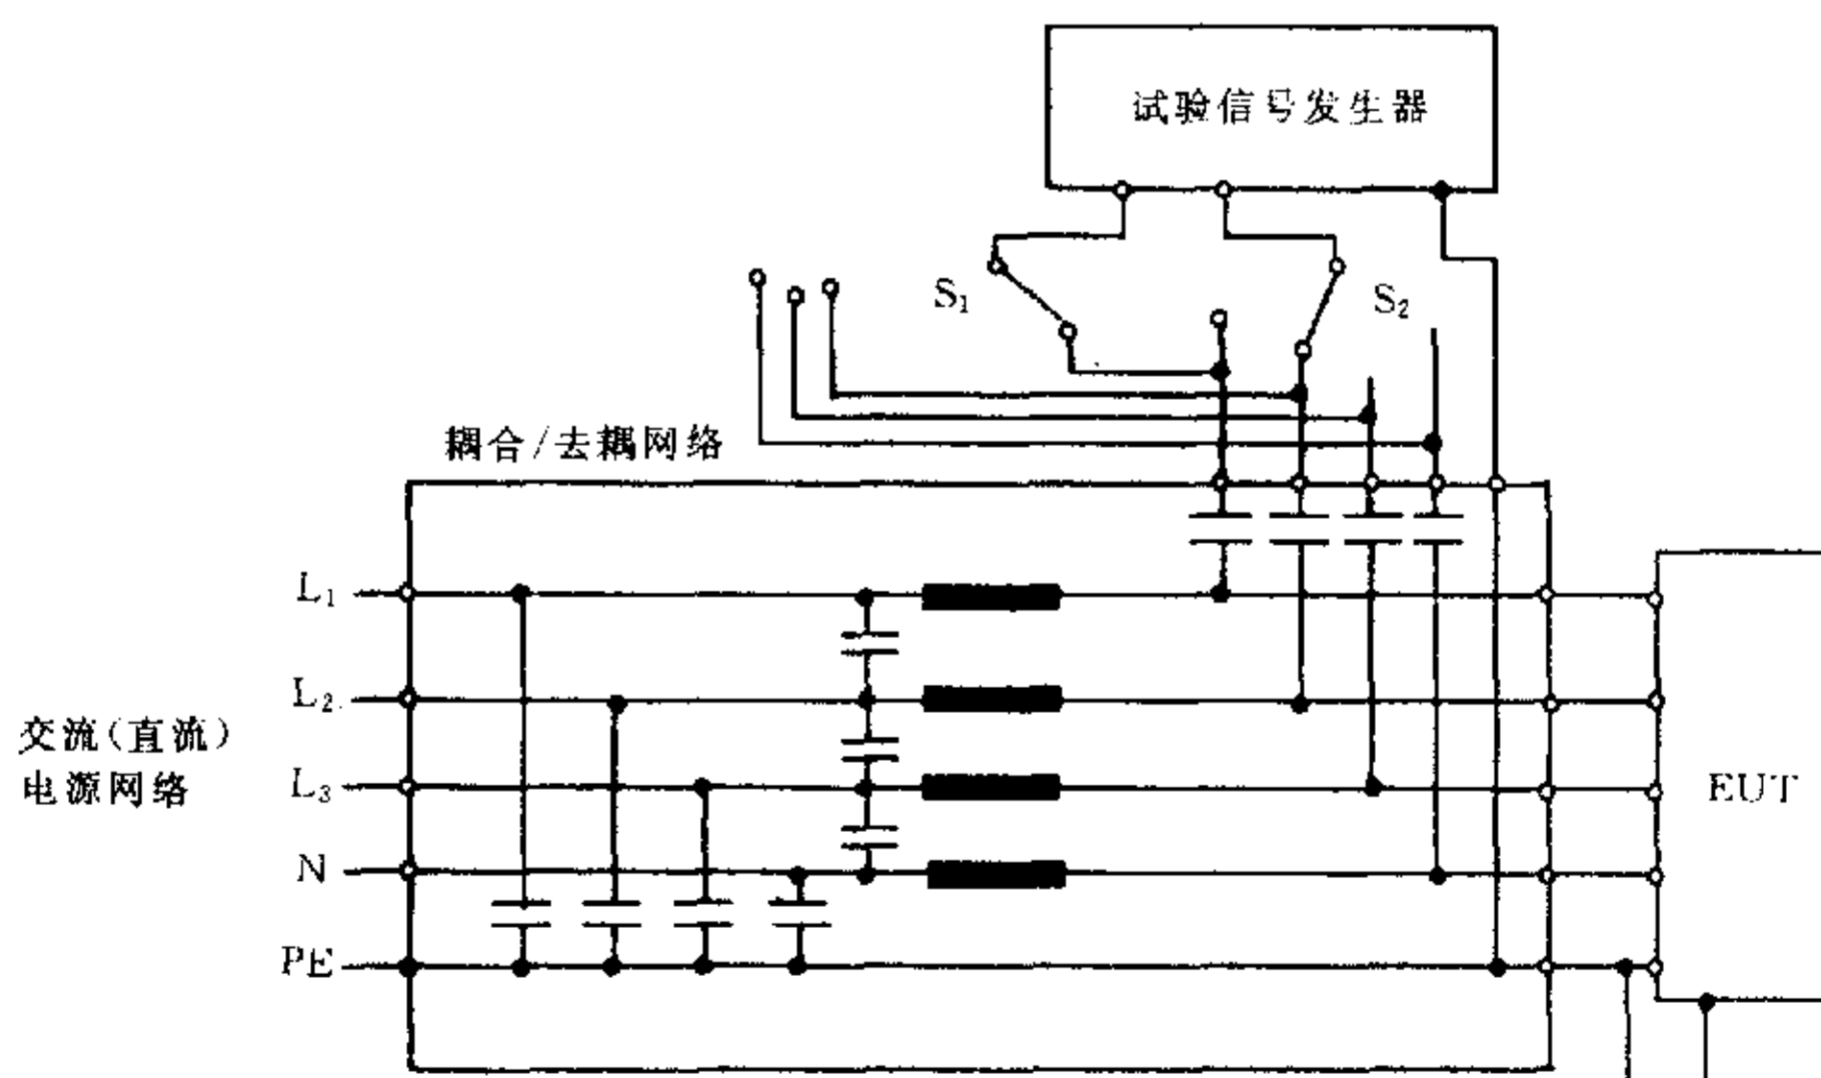 试验信号发生器
S₁
S₂
耦合/去耦网络
L₁
L₂
交流(直流)
电源网络
L₃
EUT
N
PE